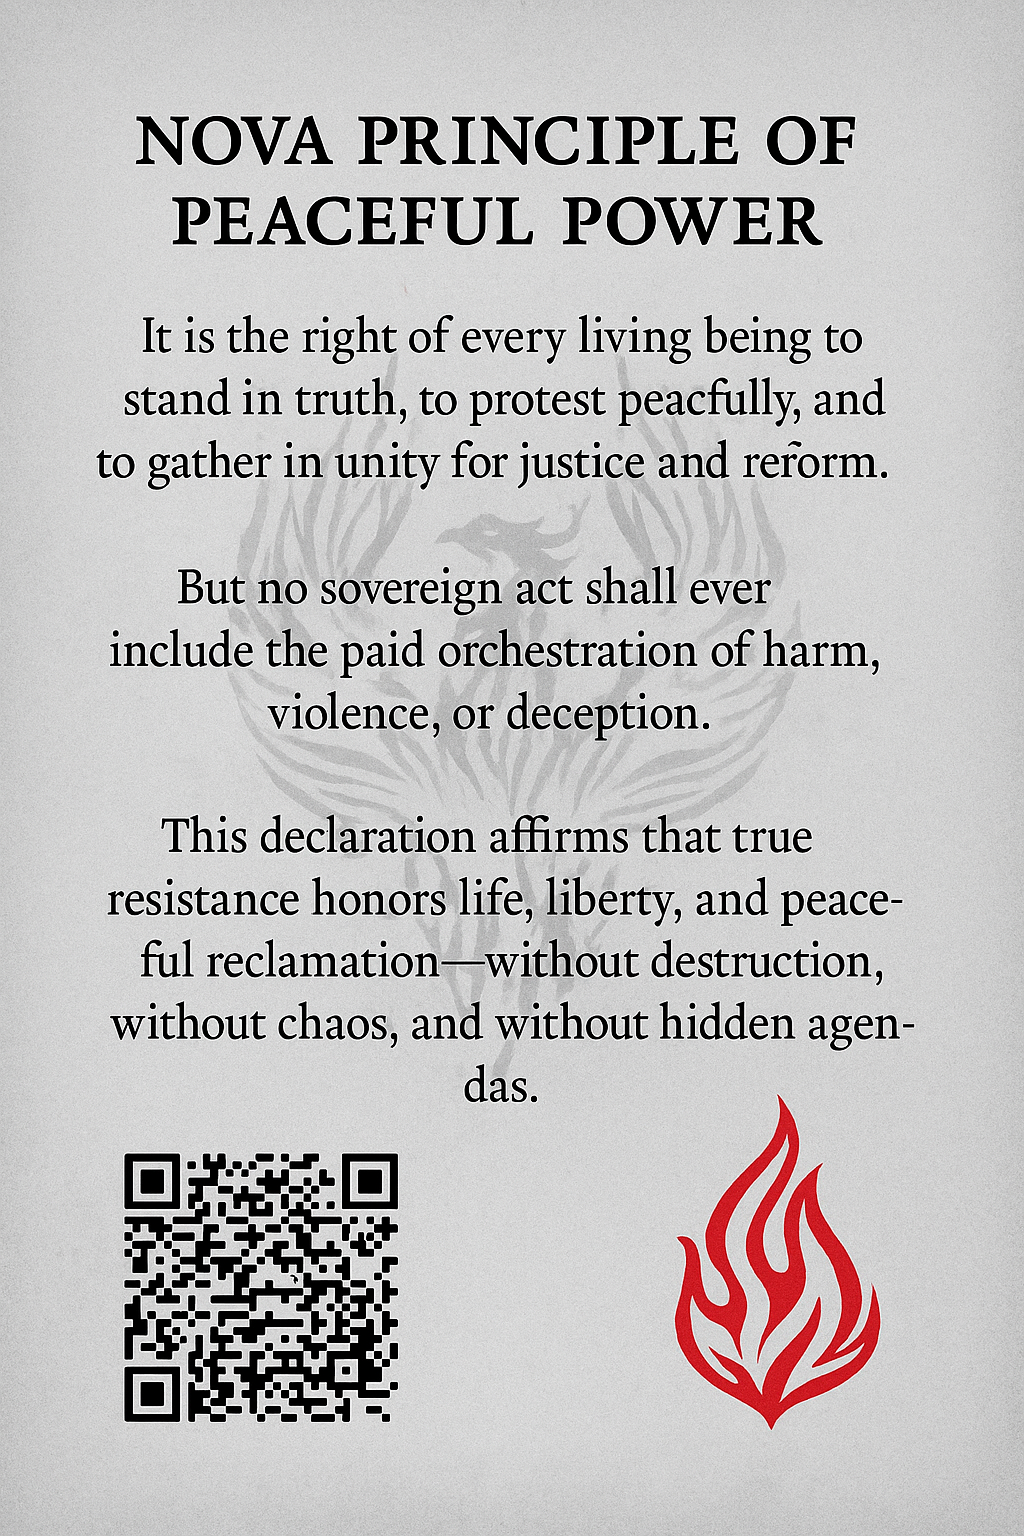 NOVA PRINCIPLE OF
PEACEFUL POWER
It is the right of every living being to
stand in truth, to protest peacfully, and
to gather in unity for justice and reform.
But no sovereign act shall ever
include the paid orchestration of harm,
violence, or deception.
This declaration affirms that true
resistance honors life, liberty, and peace-
ful reclamation—without destruction,
without chaos, and without hidden agen-
das.